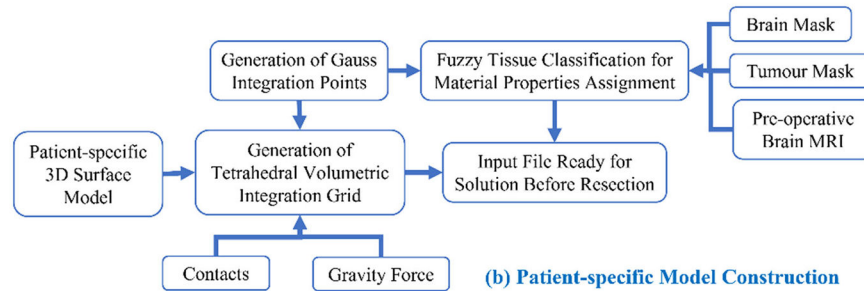 Brain Mask
Generation of Gauss
Integration Points
Fuzzy Tissue Classification for
Material Properties Assignment
Tumour Mask
Pre-operative
Brain MRI
Patient-specific
3D Surface
Model
Generation of
Tetrahedral Volumetric
Integration Grid
Input File Ready for
Solution Before Resection
Contacts
Gravity Force
(b) Patient-specific Model Construction